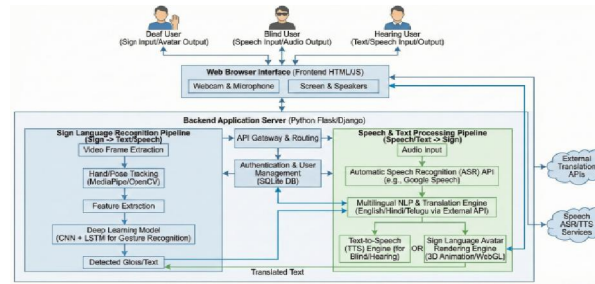 Deaf User
(Sign Input/Avatar Output)
Blind User
(Speech Input/Audio Output)
Hearing User
(Text/Speech Input/Output)
Web Browser Interface (Frontend HTML/JS)
Webcam & Microphone
Screen & Speakers
Backend Application Server (Python Flask/Django)
Sign Language Recognition Pipeline
(Sign -> Text/Speech)
Video Frame Extraction
Hand/Pose Tracking
(MediaPipe/OpenCV)
Feature Extraction
Deep Learning Model
(CNN + LSTM for Gesture Recognition)
Detected Gloss/Text
API Gateway & Routing
Authentication & User
Management
(SQLite DB)
Speech & Text Processing Pipeline
(Speech/Text -> Sign)
Audio Input
Automatic Speech Recognition (ASR) API
(e.g., Google Speech)
Multilingual NLP & Translation Engine
(English/Hindi/Telugu via External API)
Text-to-Speech
(TTS) Engine (for
Blind/Hearing)
OR
Sign Language Avatar
Rendering Engine
(3D Animation/WebGL)
Translated Text
External
Translation
APIs
Speech
ASR/TTS
Services